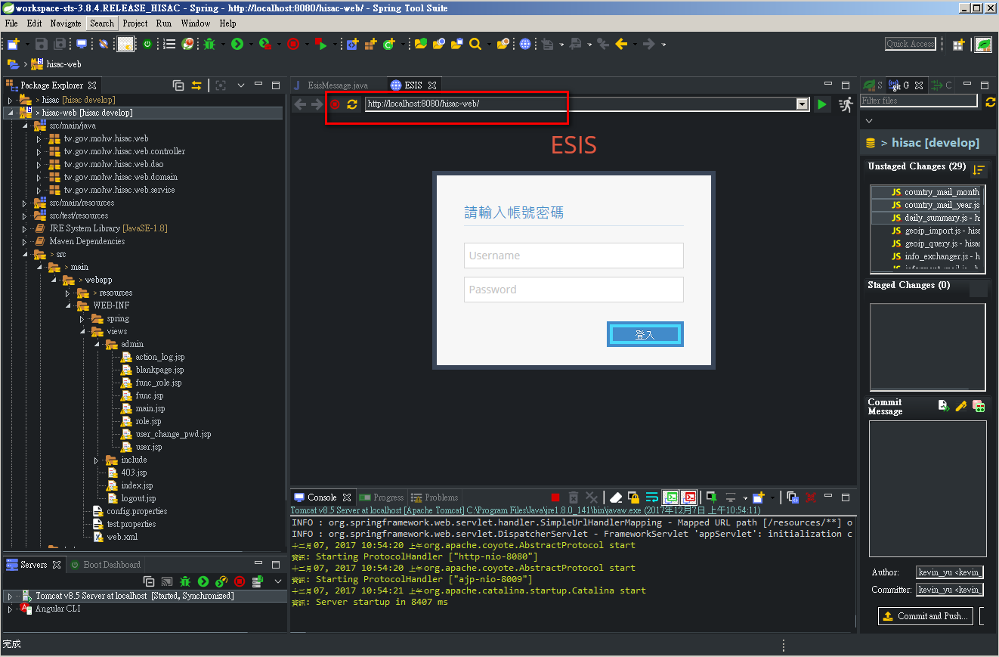 workspace-sts-3.8.4.RELEASE_HISAC - Spring - http://localhost:8080/hisac-web/ - Spring Tool Suite
File Edit Navigate Search Project Run Window Help
Quick Access
hisac-web
Package Explorer
> hisac [hisac develop]
> hisac-web [hisac develop]
src/main/java
tw.gov.mohw.hisac.web
tw.gov.mohw.hisac.web.controller
tw.gov.mohw.hisac.web.dao
tw.gov.mohw.hisac.web.domain
tw.gov.mohw.hisac.web.service
src/main/resources
src/test/resources
JRE System Library [JavaSE-1.8]
Maven Dependencies
> src
> main
> webapp
> resources
WEB-INF
spring
views
admin
action_log.jsp
blankpage.jsp
func_role.jsp
func.jsp
main.jsp
role.jsp
user_change_pwd.jsp
user.jsp
include
403.jsp
index.jsp
logout.jsp
config.properties
test.properties
web.xml
Servers Boot Dashboard
Tomcat v8.5 Server at localhost [Started, Synchronized]
Angular CLI
完成
EsisMessage.java ESIS
http://localhost:8080/hisac-web/
ESIS
請輸入帳號密碼
Username
Password
登入
Console Progress Problems
Tomcat v8.5 Server at localhost [Apache Tomcat] C:\Program Files\Java\jre1.8.0_141\bin\javaw.exe (2017年12月7日 上午10:54:11)
INFO : org.springframework.web.servlet.handler.SimpleUrlHandlerMapping - Mapped URL path [/resources/**] o
INFO : org.springframework.web.servlet.DispatcherServlet - FrameworkServlet 'appServlet': initialization c
十二月 07, 2017 10:54:20 上午 org.apache.coyote.AbstractProtocol start
資訊: Starting ProtocolHandler ["http-nio-8080"]
十二月 07, 2017 10:54:20 上午 org.apache.coyote.AbstractProtocol start
資訊: Starting ProtocolHandler ["ajp-nio-8009"]
十二月 07, 2017 10:54:21 上午 org.apache.catalina.startup.Catalina start
資訊: Server startup in 8407 ms
S git G C
Filter files
> hisac [develop]
Unstaged Changes (29)
JS country_mail_month
JS country_mail_year.js
JS daily_summary.js - hi
JS geoip_import.js - hisa
JS geoip_query.js - hisac
JS info_exchanger.js - h
Staged Changes (0)
Commit
Message
Author: kevin_yu <kevin_
Committer: kevin_yu <kevin_
Commit and Push...